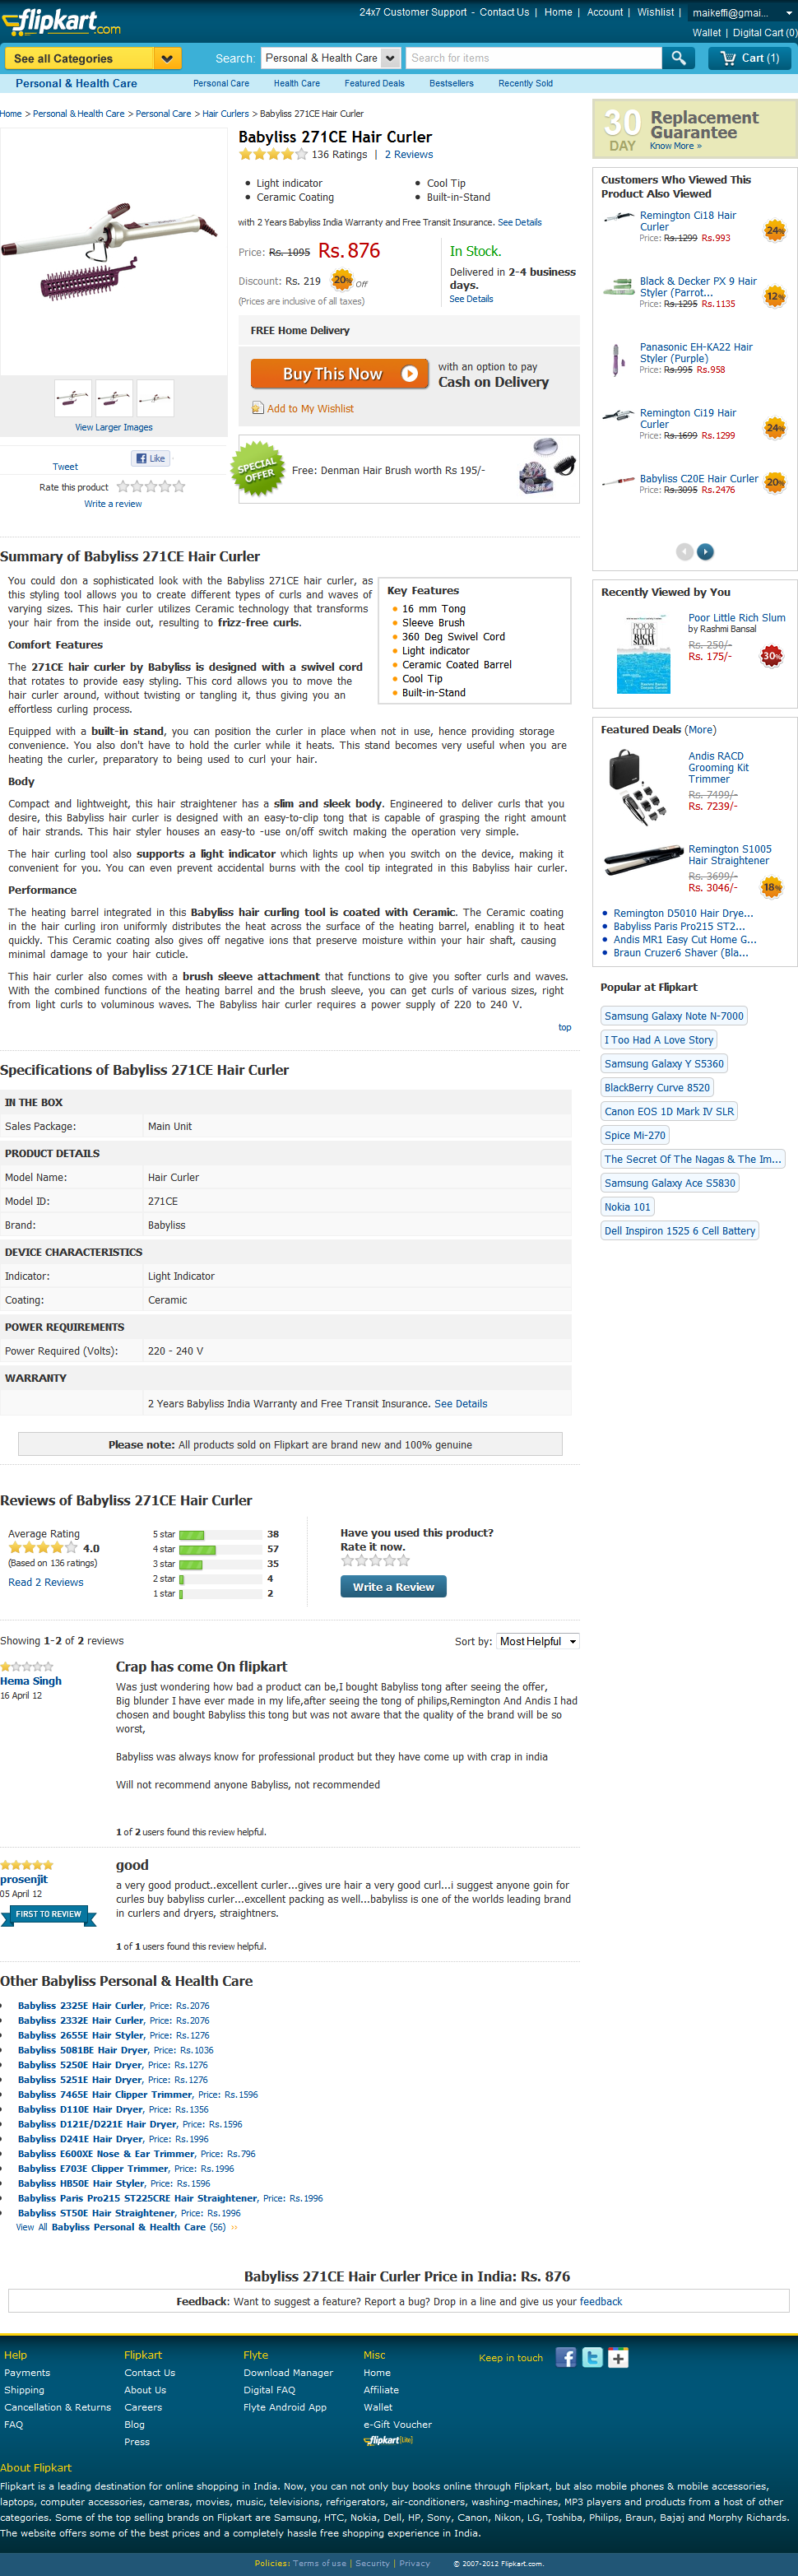 flipkart.com
24x7 Customer Support - Contact Us | Home | Account | Wishlist | maikeffi@gmai...
Wallet | Digital Cart (0)
See all Categories
Search: Personal & Health Care Search for items Cart (1)
Personal & Health Care Personal Care Health Care Featured Deals Bestsellers Recently Sold
Home > Personal & Health Care > Personal Care > Hair Curlers > Babyliss 271CE Hair Curler
Babyliss 271CE Hair Curler
136 Ratings | 2 Reviews
Light indicator
Cool Tip
Ceramic Coating
Built-in-Stand
with 2 Years Babyliss India Warranty and Free Transit Insurance. See Details
Price: Rs. 1095 Rs. 876
Discount: Rs. 219 20% Off
(Prices are inclusive of all taxes)
In Stock.
Delivered in 2-4 business
days.
See Details
FREE Home Delivery
Buy This Now
with an option to pay
Cash on Delivery
Add to My Wishlist
SPECIAL OFFER
Free: Denman Hair Brush worth Rs 195/-
View Larger Images
Tweet
Like
Rate this product
Write a review
30 DAY
Replacement
Guarantee
Know More »
Customers Who Viewed This
Product Also Viewed
Remington Ci18 Hair
Curler
Price: Rs.1299 Rs.993
24%
Black & Decker PX 9 Hair
Styler (Parrot...
Price: Rs.1295 Rs.1135
12%
Panasonic EH-KA22 Hair
Styler (Purple)
Price: Rs.995 Rs.958
Remington Ci19 Hair
Curler
Price: Rs.1699 Rs.1299
24%
Babyliss C20E Hair Curler
Price: Rs.3095 Rs.2476
20%
Recently Viewed by You
POOR LITTLE RICH SLUM
Poor Little Rich Slum
by Rashmi Bansal
Rs. 250/-
Rs. 175/-
30%
Featured Deals (More)
Andis RACD
Grooming Kit
Trimmer
Rs. 7499/-
Rs. 7239/-
Remington S1005
Hair Straightener
Rs. 3699/-
Rs. 3046/-
18%
Remington D5010 Hair Drye...
Babyliss Paris Pro215 ST2...
Andis MR1 Easy Cut Home G...
Braun Cruzer6 Shaver (Bla...
Popular at Flipkart
Samsung Galaxy Note N-7000
I Too Had A Love Story
Samsung Galaxy Y S5360
BlackBerry Curve 8520
Canon EOS 1D Mark IV SLR
Spice Mi-270
The Secret Of The Nagas & The Im...
Samsung Galaxy Ace S5830
Nokia 101
Dell Inspiron 1525 6 Cell Battery
Summary of Babyliss 271CE Hair Curler
You could don a sophisticated look with the Babyliss 271CE hair curler, as
this styling tool allows you to create different types of curls and waves of
varying sizes. This hair curler utilizes Ceramic technology that transforms
your hair from the inside out, resulting to frizz-free curls.
Key Features
16 mm Tong
Sleeve Brush
360 Deg Swivel Cord
Light indicator
Ceramic Coated Barrel
Cool Tip
Built-in-Stand
Comfort Features
The 271CE hair curler by Babyliss is designed with a swivel cord
that rotates to provide easy styling. This cord allows you to move the
hair curler around, without twisting or tangling it, thus giving you an
effortless curling process.
Equipped with a built-in stand, you can position the curler in place when not in use, hence providing storage
convenience. You also don't have to hold the curler while it heats. This stand becomes very useful when you are
heating the curler, preparatory to being used to curl your hair.
Body
Compact and lightweight, this hair straightener has a slim and sleek body. Engineered to deliver curls that you
desire, this Babyliss hair curler is designed with an easy-to-clip tong that is capable of grasping the right amount
of hair strands. This hair styler houses an easy-to -use on/off switch making the operation very simple.
The hair curling tool also supports a light indicator which lights up when you switch on the device, making it
convenient for you. You can even prevent accidental burns with the cool tip integrated in this Babyliss hair curler.
Performance
The heating barrel integrated in this Babyliss hair curling tool is coated with Ceramic. The Ceramic coating
in the hair curling iron uniformly distributes the heat across the surface of the heating barrel, enabling it to heat
quickly. This Ceramic coating also gives off negative ions that preserve moisture within your hair shaft, causing
minimal damage to your hair cuticle.
This hair curler also comes with a brush sleeve attachment that functions to give you softer curls and waves.
With the combined functions of the heating barrel and the brush sleeve, you can get curls of various sizes, right
from light curls to voluminous waves. The Babyliss hair curler requires a power supply of 220 to 240 V.
top
Specifications of Babyliss 271CE Hair Curler
IN THE BOX
Sales Package: Main Unit
PRODUCT DETAILS
Model Name: Hair Curler
Model ID: 271CE
Brand: Babyliss
DEVICE CHARACTERISTICS
Indicator: Light Indicator
Coating: Ceramic
POWER REQUIREMENTS
Power Required (Volts): 220 - 240 V
WARRANTY
2 Years Babyliss India Warranty and Free Transit Insurance. See Details
Please note: All products sold on Flipkart are brand new and 100% genuine
Reviews of Babyliss 271CE Hair Curler
Average Rating
4.0
(Based on 136 ratings)
Read 2 Reviews
5 star 38
4 star 57
3 star 35
2 star 4
1 star 2
Have you used this product?
Rate it now.
Write a Review
Showing 1-2 of 2 reviews
Sort by: Most Helpful
Hema Singh
16 April 12
Crap has come On flipkart
Was just wondering how bad a product can be,I bought Babyliss tong after seeing the offer,
Big blunder I have ever made in my life,after seeing the tong of philips,Remington And Andis I had
chosen and bought Babyliss this tong but was not aware that the quality of the brand will be so
worst,
Babyliss was always know for professional product but they have come up with crap in india
Will not recommend anyone Babyliss, not recommended
1 of 2 users found this review helpful.
prosenjit
05 April 12
FIRST TO REVIEW
good
a very good product..excellent curler...gives ure hair a very good curl...i suggest anyone goin for
curles buy babyliss curler...excellent packing as well...babyliss is one of the worlds leading brand
in curlers and dryers, straightners.
1 of 1 users found this review helpful.
Other Babyliss Personal & Health Care
Babyliss 2325E Hair Curler, Price: Rs.2076
Babyliss 2332E Hair Curler, Price: Rs.2076
Babyliss 2655E Hair Styler, Price: Rs.1276
Babyliss 5081BE Hair Dryer, Price: Rs.1036
Babyliss 5250E Hair Dryer, Price: Rs.1276
Babyliss 5251E Hair Dryer, Price: Rs.1276
Babyliss 7465E Hair Clipper Trimmer, Price: Rs.1596
Babyliss D110E Hair Dryer, Price: Rs.1356
Babyliss D121E/D221E Hair Dryer, Price: Rs.1596
Babyliss D241E Hair Dryer, Price: Rs.1996
Babyliss E600XE Nose & Ear Trimmer, Price: Rs.796
Babyliss E703E Clipper Trimmer, Price: Rs.1996
Babyliss HB50E Hair Styler, Price: Rs.1596
Babyliss Paris Pro215 ST225CRE Hair Straightener, Price: Rs.1996
Babyliss ST50E Hair Straightener, Price: Rs.1996
View All Babyliss Personal & Health Care (56) »
Babyliss 271CE Hair Curler Price in India: Rs. 876
Feedback: Want to suggest a feature? Report a bug? Drop in a line and give us your feedback
Help
Payments
Shipping
Cancellation & Returns
FAQ
Flipkart
Contact Us
About Us
Careers
Blog
Press
Flyte
Download Manager
Digital FAQ
Flyte Android App
Misc
Home
Affiliate
Wallet
e-Gift Voucher
flipkart[Lite]
Keep in touch
About Flipkart
Flipkart is a leading destination for online shopping in India. Now, you can not only buy books online through Flipkart, but also mobile phones & mobile accessories,
laptops, computer accessories, cameras, movies, music, televisions, refrigerators, air-conditioners, washing-machines, MP3 players and products from a host of other
categories. Some of the top selling brands on Flipkart are Samsung, HTC, Nokia, Dell, HP, Sony, Canon, Nikon, LG, Toshiba, Philips, Braun, Bajaj and Morphy Richards.
The website offers some of the best prices and a completely hassle free shopping experience in India.
Policies: Terms of use | Security | Privacy © 2007-2012 Flipkart.com.